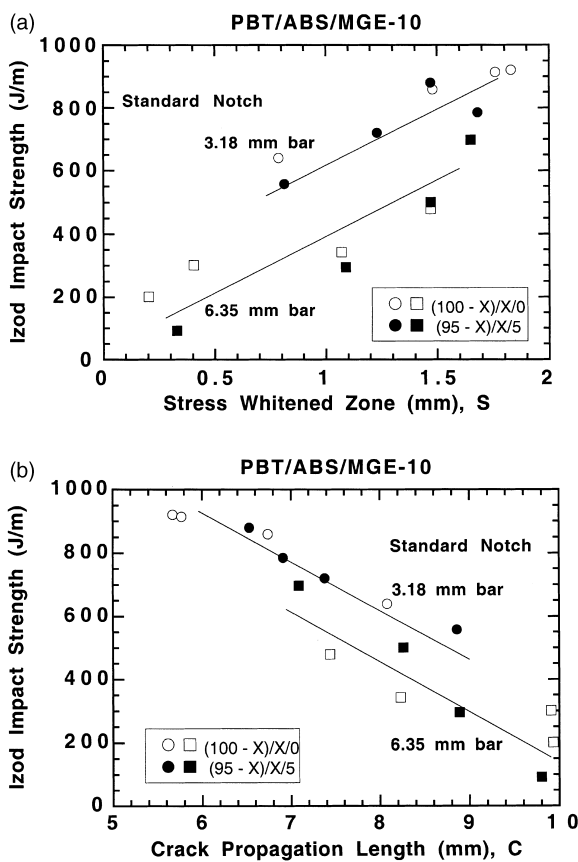 (a)
PBT/ABS/MGE-10
1000
800
600
400
200
0
Izod Impact Strength (J/m)
Standard Notch
3.18 mm bar
6.35 mm bar
(100 - X)/X/0
(95 - X)/X/5
0 0.5 1 1.5 2
Stress Whitened Zone (mm), S
(b)
PBT/ABS/MGE-10
1000
800
600
400
200
0
Izod Impact Strength (J/m)
Standard Notch
3.18 mm bar
6.35 mm bar
(100 - X)/X/0
(95 - X)/X/5
5 6 7 8 9 10
Crack Propagation Length (mm), C